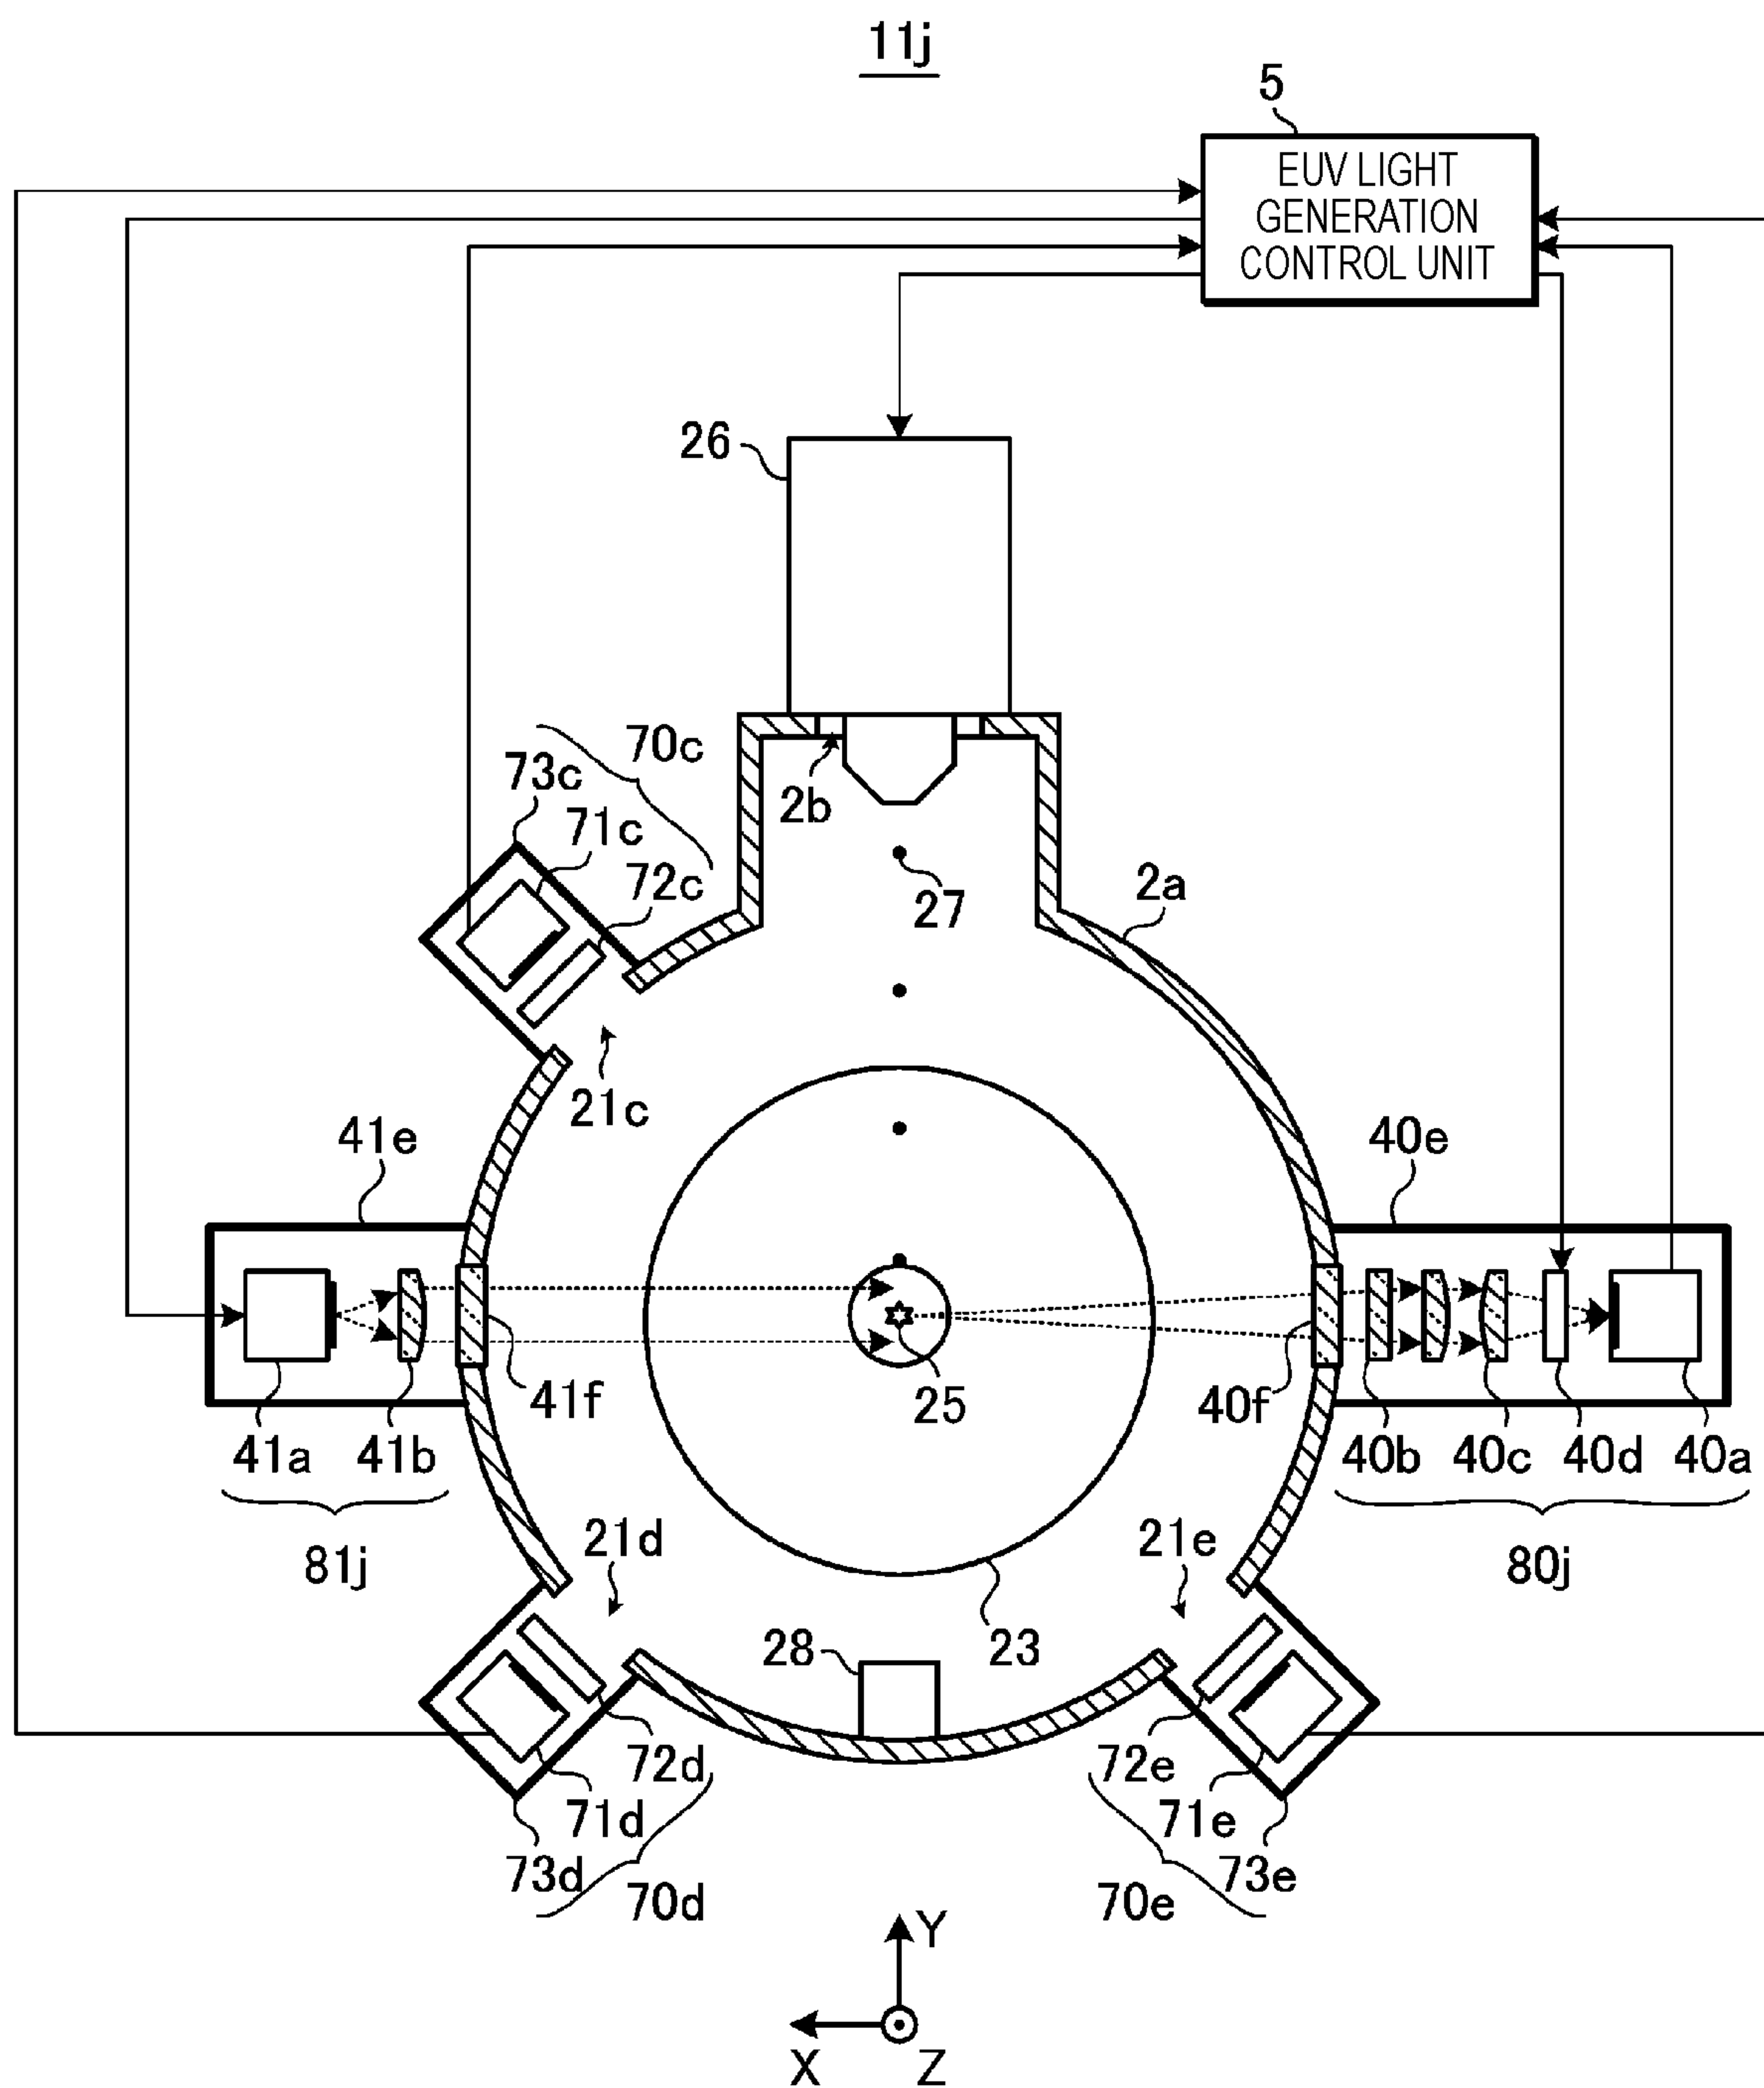 11j
5
EUV LIGHT
GENERATION
CONTROL UNIT
26
70c
73c
2b
71c
72c
27
2a
21c
41e
40e
41f
25
40f
41a
41b
40b
40c
40d
40a
81j
21d
21e
80j
28
23
72d
72e
71d
71e
73d
73e
70d
70e
Y
X
Z